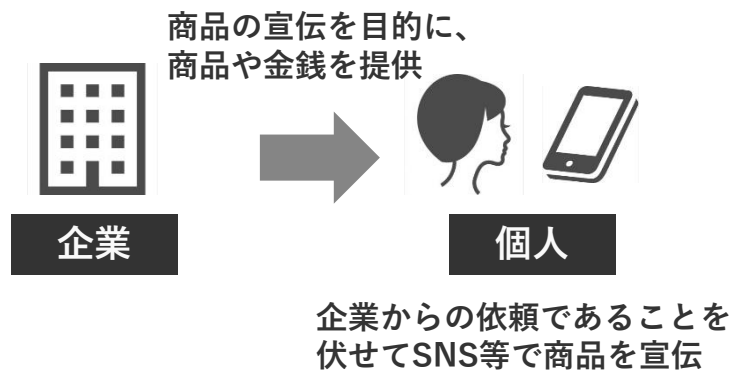 商品の宣伝を目的に、
商品や金銭を提供
企業
個人
企業からの依頼であることを
伏せてSNS等で商品を宣伝